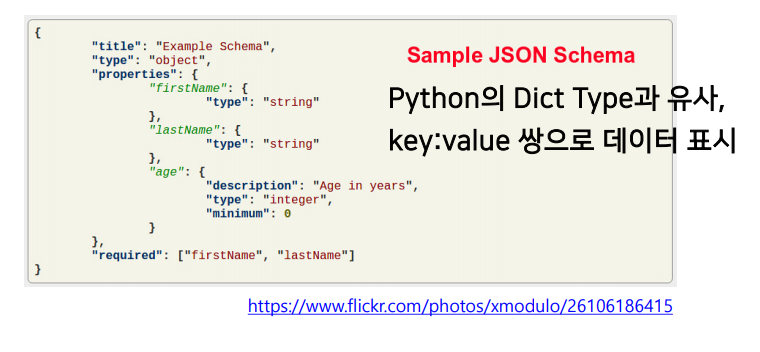 {
"title": "Example Schema",
"type": "object",
"properties": {
"firstName": {
"type": "string"
},
"lastName": {
"type": "string"
},
"age": {
"description": "Age in years",
"type": "integer",
"minimum": 0
}
},
"required": ["firstName", "lastName"]
}
Sample JSON Schema
Python의 Dict Type과 유사,
key:value 쌍으로 데이터 표시
https://www.flickr.com/photos/xmodulo/26106186415